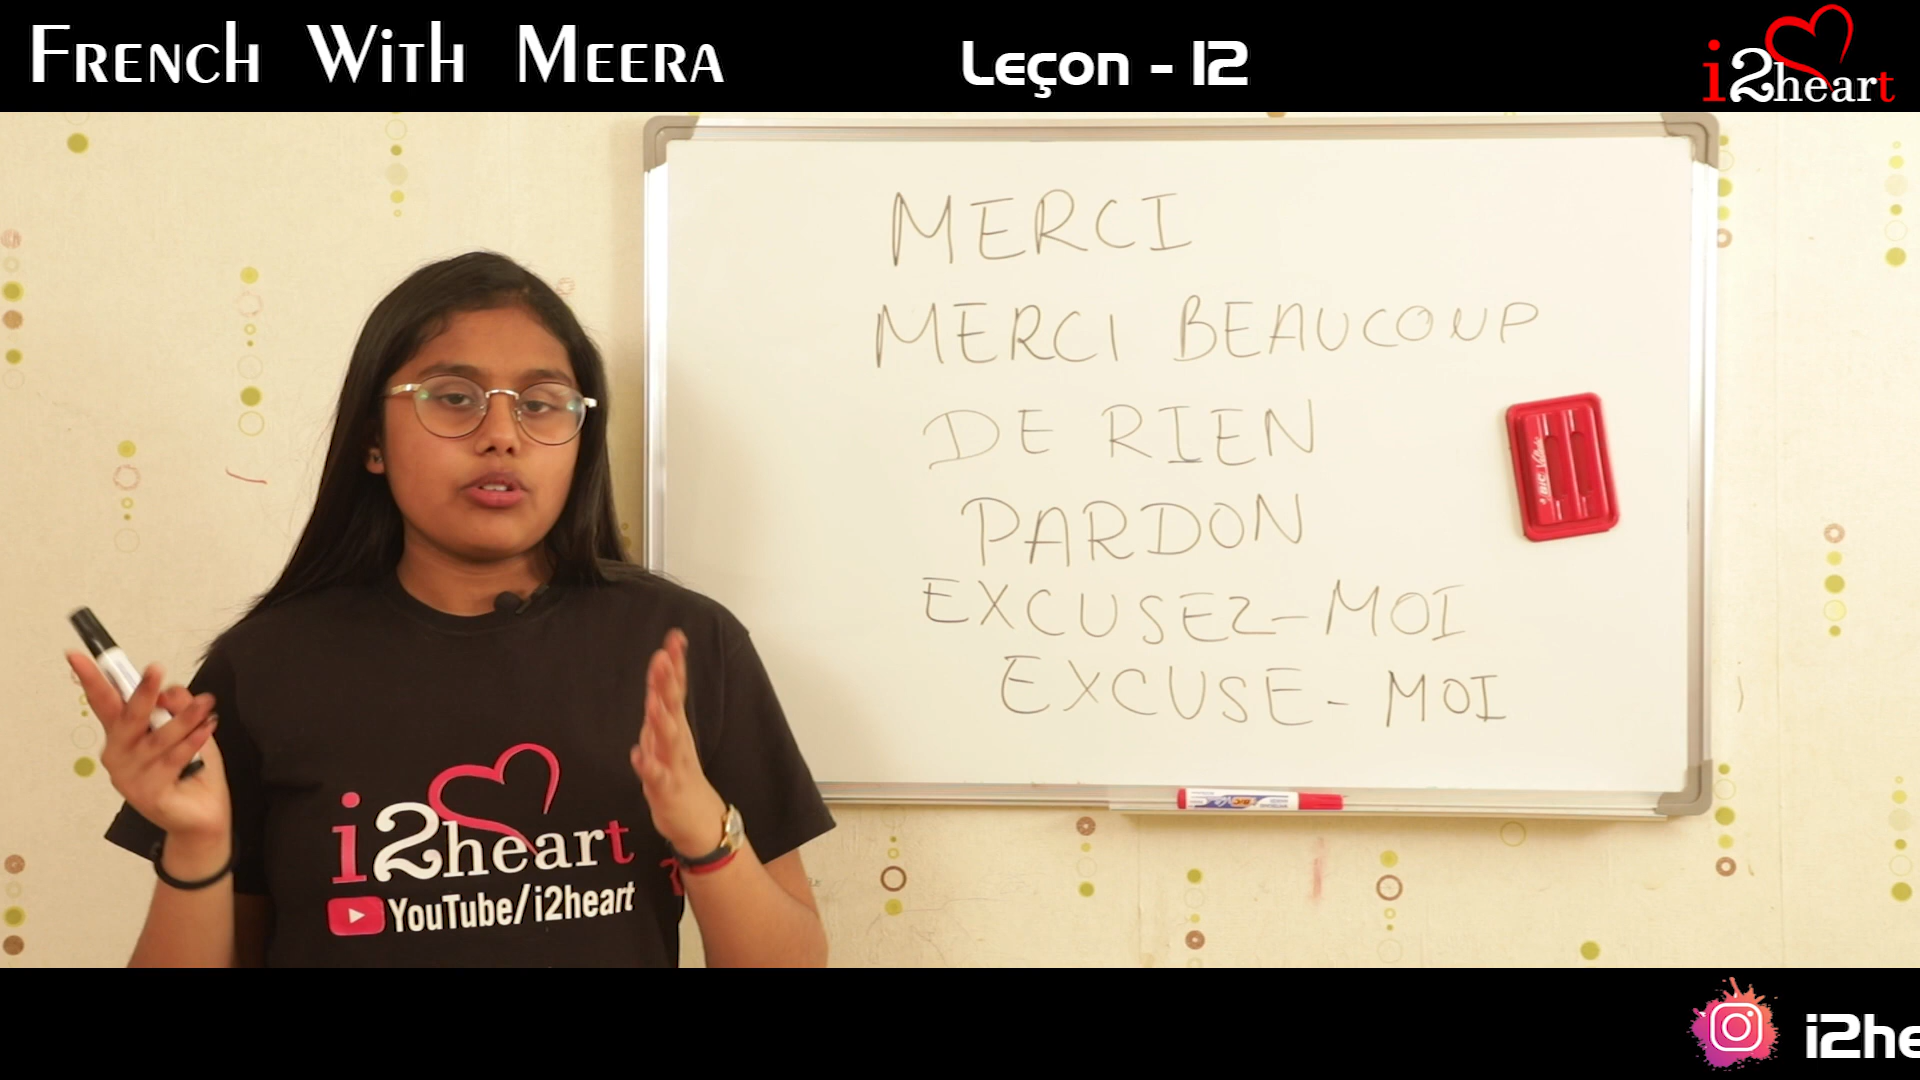 French With Meera
Leçon - 12
i2heart
MERCI
MERCI BEAUCOUP
DE RIEN
PARDON
EXCUSEZ-MOI
EXCUSE-MOI
i2heart
YouTube/i2heart
BIC
i2he